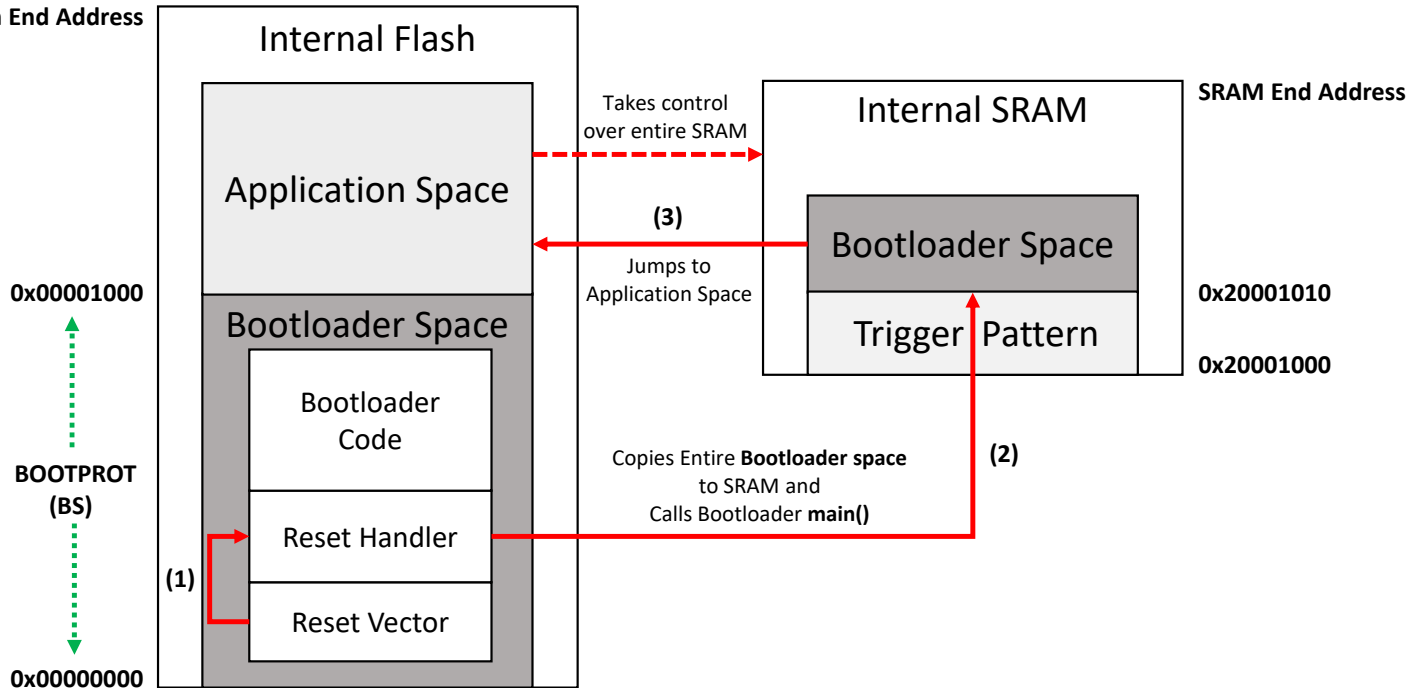 End Address
Internal Flash
Application Space
0x00001000
Bootloader Space
Bootloader
Code
BOOTPROT
(BS)
Reset Handler
(1)
Reset Vector
0x00000000
Takes control
over entire SRAM
(3)
Jumps to
Application Space
Copies Entire Bootloader space
to SRAM and
Calls Bootloader main()
(2)
Internal SRAM
SRAM End Address
Bootloader Space
0x20001010
Trigger Pattern
0x20001000